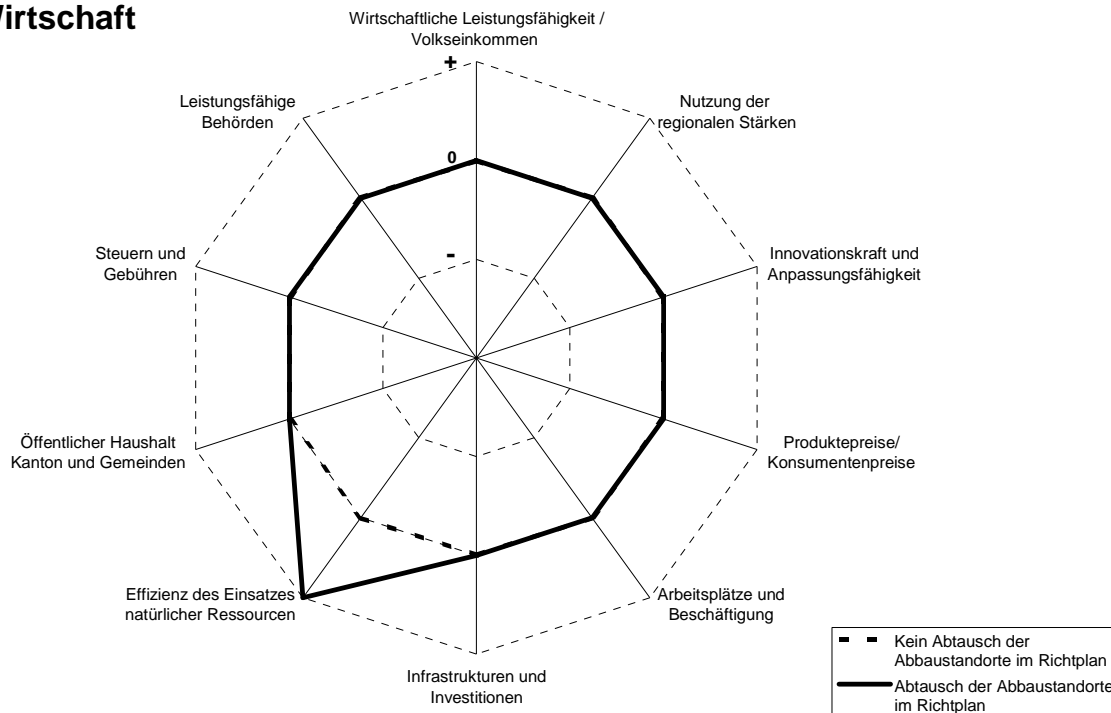 Wirtschaft
Wirtschaftliche Leistungsfähigkeit /
Volkseinkommen
+
Leistungsfähige
Behörden
Nutzung der
regionalen Stärken
0
Steuern und
Gebühren
-
Innovationskraft und
Anpassungsfähigkeit
Öffentlicher Haushalt
Kanton und Gemeinden
Produktepreise/
Konsumentenpreise
Effizienz des Einsatzes
natürlicher Ressourcen
Arbeitsplätze und
Beschäftigung
Infrastrukturen und
Investitionen
Kein Abtausch der
Abbaustandorte im Richtplan
Abtausch der Abbaustandorte
im Richtplan